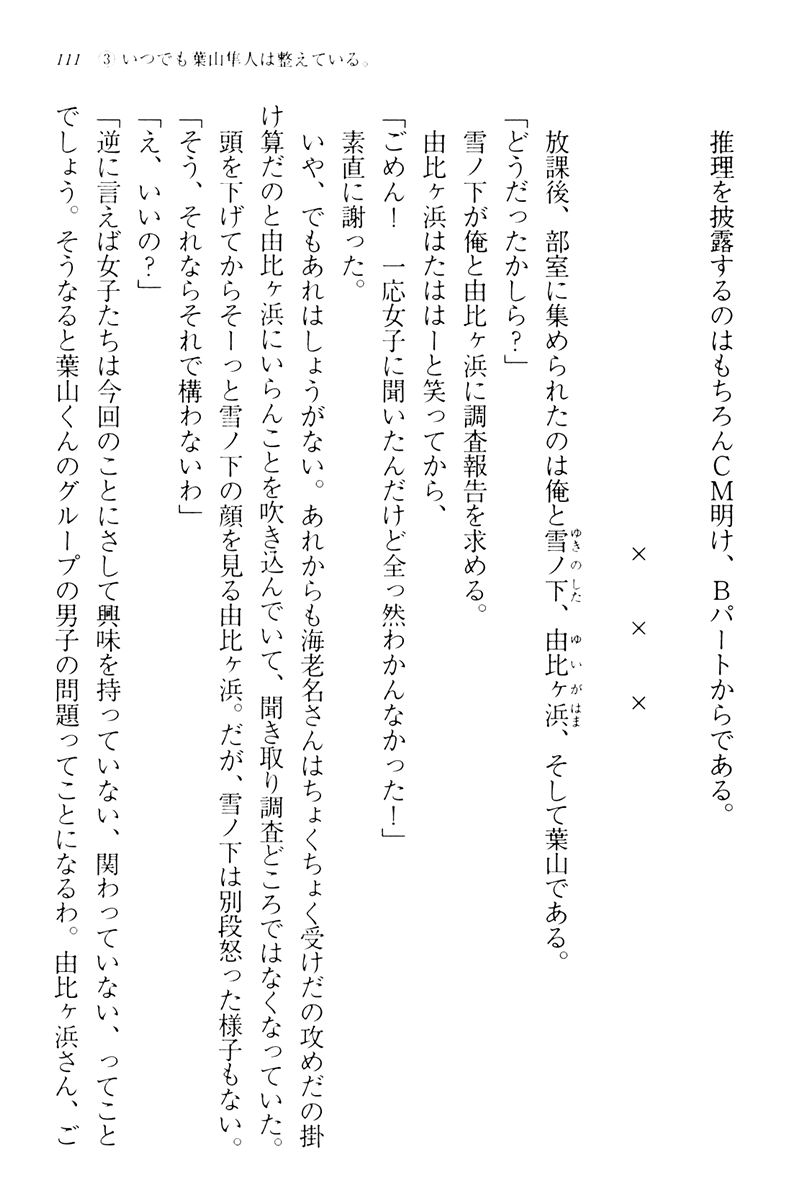 111 ③いつでも葉山隼人は整えている。
推理を披露するのはもちろんCM明け、Bパートからである。
× × ×
放課後、部室に集められたのは俺と雪ノ下、由比ヶ浜、そして葉山である。
ゆきのした ゆいがはま
「どうだったかしら？」
雪ノ下が俺と由比ヶ浜に調査報告を求める。
由比ヶ浜はたははーと笑ってから、
「ごめん！　一応女子に聞いたんだけど全っ然わかんなかった！」
素直に謝った。
いや、でもあれはしょうがない。あれからも海老名さんはちょくちょく受けだの攻めだの掛
け算だのと由比ヶ浜にいらんことを吹き込んでいて、聞き取り調査どころではなくなっていた。
頭を下げてからそーっと雪ノ下の顔を見る由比ヶ浜。だが、雪ノ下は別段怒った様子もない。
「そう、それならそれで構わないわ」
「え、いいの？」
「逆に言えば女子たちは今回のことにさして興味を持っていない、関わっていない、ってこと
でしょう。そうなると葉山くんのグループの男子の問題ってことになるわ。由比ヶ浜さん、ご